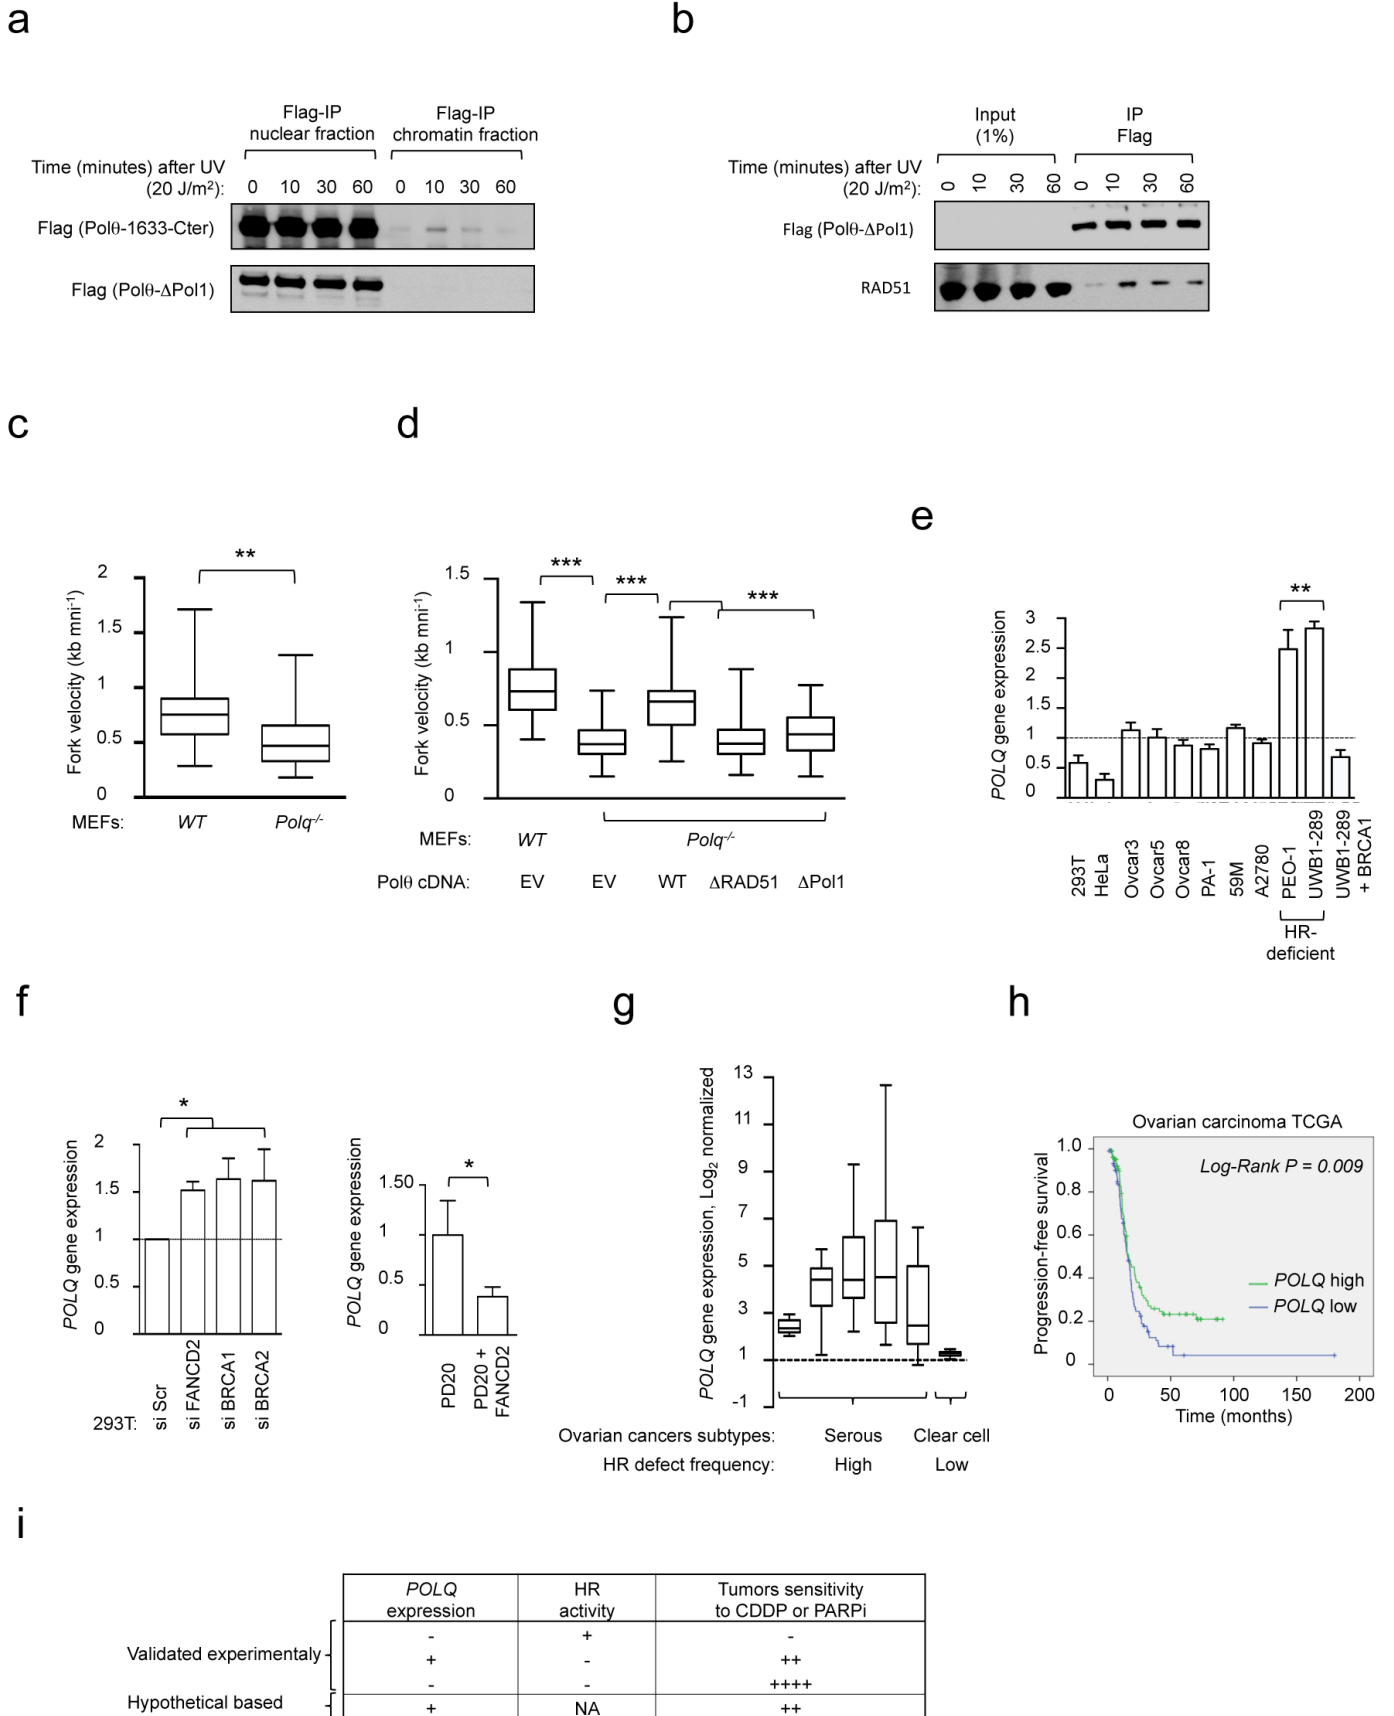 a
Flag-IP
nuclear fraction
Flag-IP
chromatin fraction
Time (minutes) after UV
(20 J/m²):
0 10 30 60 0 10 30 60
Flag (Polθ-1633-Cter)
Flag (Polθ-ΔPol1)
b
Input
(1%)
IP
Flag
Time (minutes) after UV
(20 J/m²):
0 10 30 60 0 10 30 60
Flag (Polθ-ΔPol1)
RAD51
c
**
Fork velocity (kb mni⁻¹)
2
1.5
1
0.5
0
MEFs: WT Polq⁻/⁻
d
*** *** ***
Fork velocity (kb mni⁻¹)
1.5
1
0.5
0
MEFs: WT Polq⁻/⁻
Polθ cDNA: EV EV WT ΔRAD51 ΔPol1
e
**
POLQ gene expression
3
2.5
1.5
1
0.5
0
293T
HeLa
Ovcar3
Ovcar5
Ovcar8
PA-1
59M
A2780
PEO-1
UWB1-289
UWB1-289
+ BRCA1
HR-
deficient
f
*
POLQ gene expression
2
1.5
1
0.5
0
293T:
si Scr
si FANCD2
si BRCA1
si BRCA2
*
POLQ gene expression
1.50
1
0.5
0
PD20
PD20 +
FANCD2
g
POLQ gene expression, Log₂ normalized
13
11
9
7
5
3
1
-1
Ovarian cancers subtypes: Serous Clear cell
HR defect frequency: High Low
h
Ovarian carcinoma TCGA
Log-Rank P = 0.009
Progression-free survival
1.0
0.8
0.6
0.4
0.2
0
POLQ high
POLQ low
0 50 100 150 200
Time (months)
i
POLQ
expression
HR
activity
Tumors sensitivity
to CDDP or PARPi
Validated experimentaly
- + -
+ - ++
- - ++++
Hypothetical based
+ NA ++